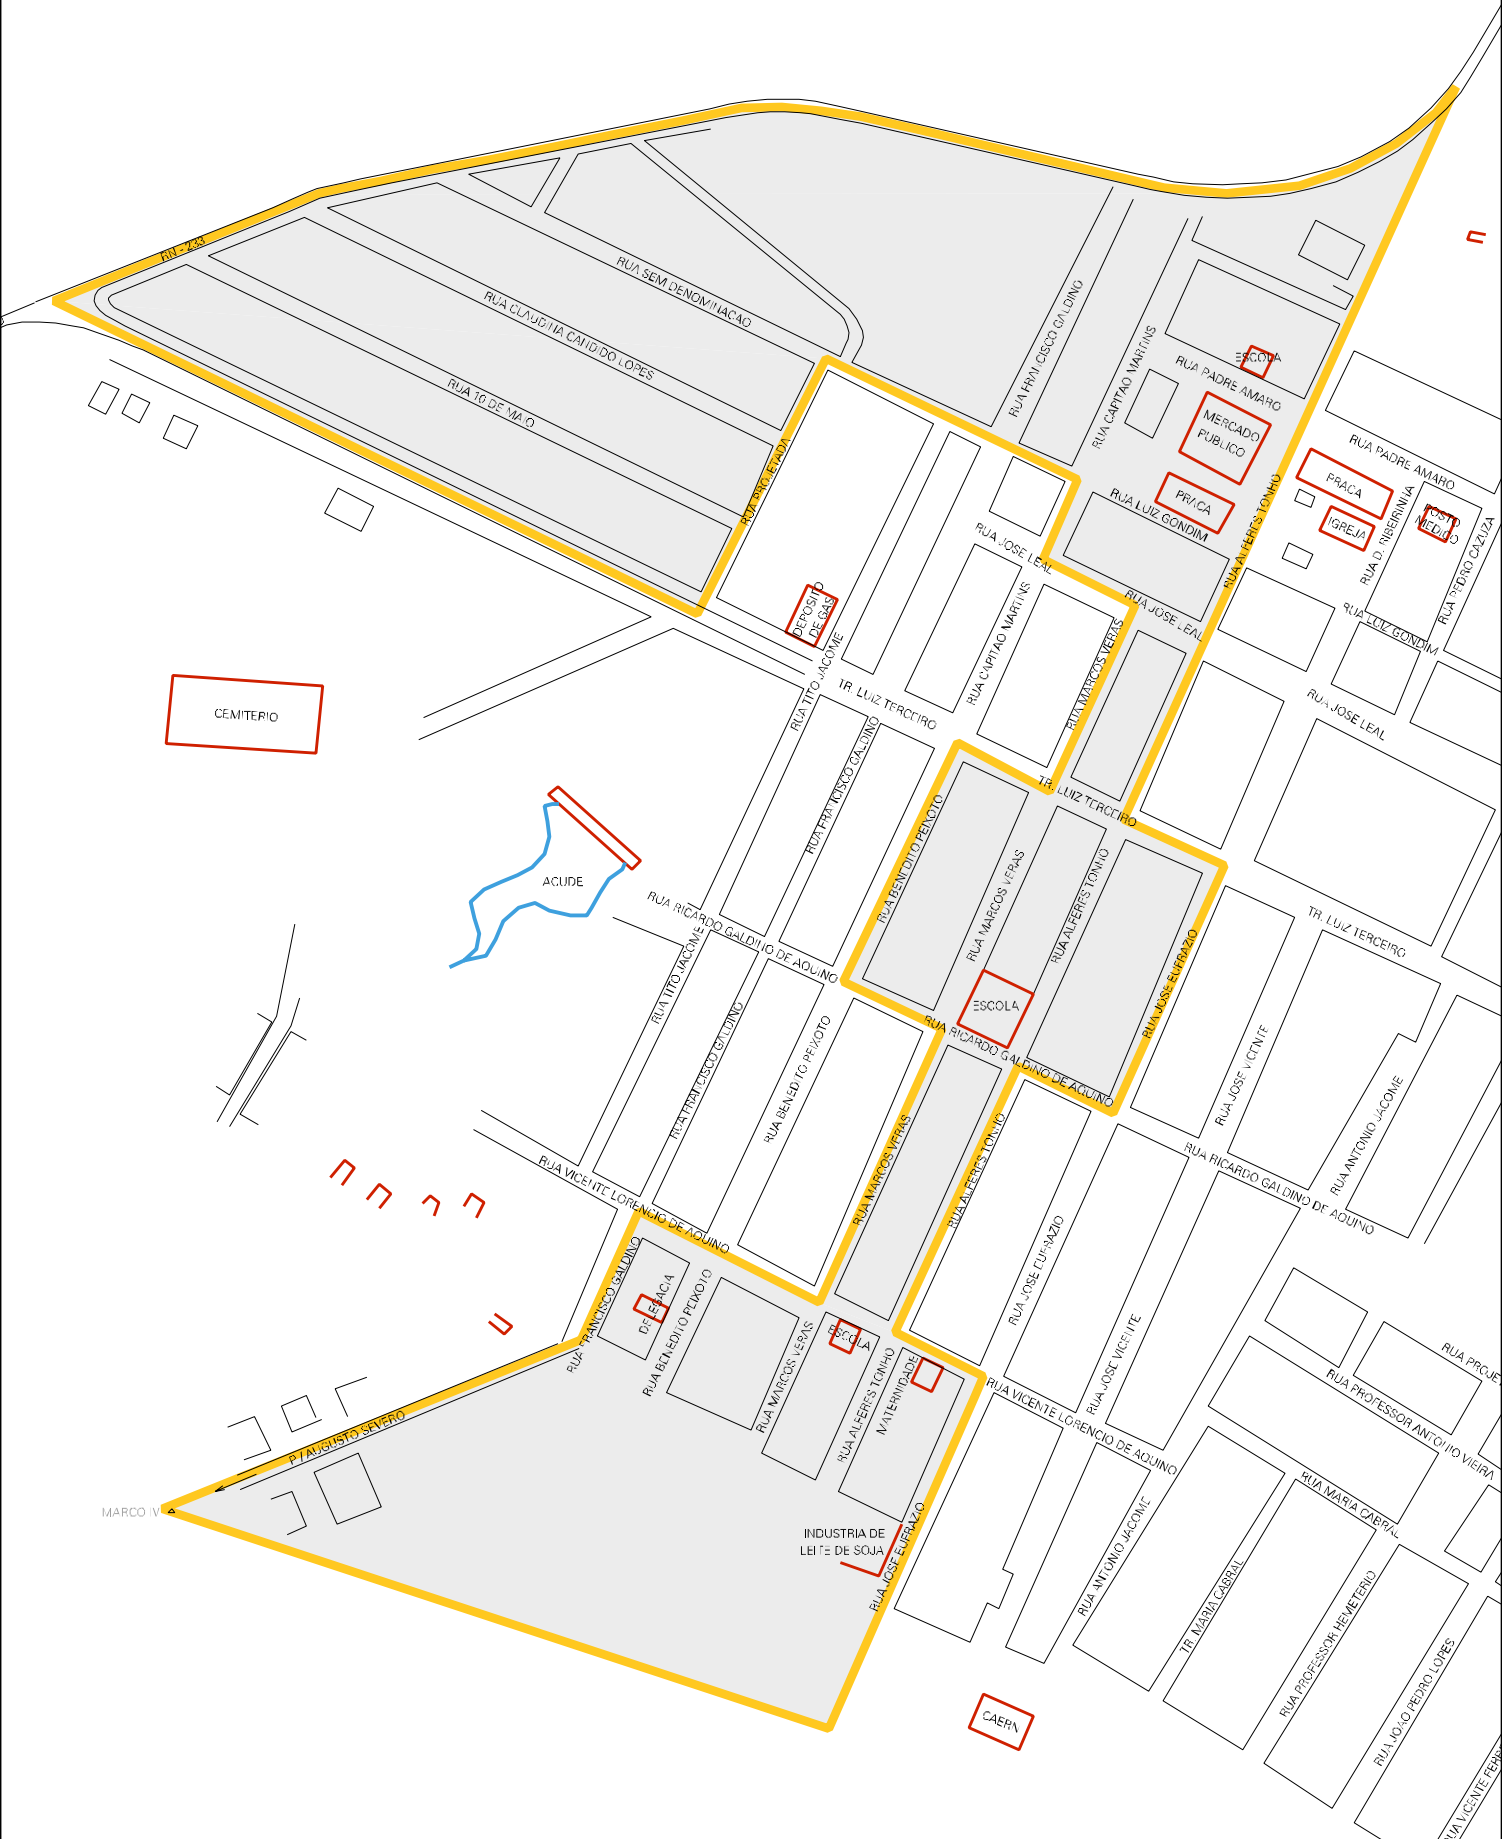 RN - 233
RUA SEM DENOMINACAO
RUA CLAUDINA CANDIDO LOPES
RUA 10 DE MAIO
RUA PROJETADA
RUA FRANCISCO GALDINO
RUA CAPITAO MARTINS
ESCOLA
RUA PADRE AMARO
MERCADO
PUBLICO
PRACA
RUA LUIZ GONDIM
RUA ALFERES TONHO
RUA PADRE AMARO
PRACA
IGREJA
RUA D. RIBEIRINHA
POSTO
MEDICO
RUA PEDRO CAZUZA
RUA LUIZ GONDIM
RUA JOSE LEAL
RUA JOSE LEAL
RUA JOSE LEAL
DEPOSITO
DE GAS
RUA TITO JACOME
RUA CAPITAO MARTINS
RUA MARCOS VERAS
TR. LUIZ TERCEIRO
CEMITERIO
RUA FRANCISCO GALDINO
TR. LUIZ TERCEIRO
RUA BENEDITO PEIXOTO
RUA MARCOS VERAS
RUA ALFERES TONHO
ACUDE
RUA RICARDO GALDINO DE AQUINO
TR. LUIZ TERCEIRO
RUA TITO JACOME
RUA JOSE EUFRAZIO
ESCOLA
RUA RICARDO GALDINO DE AQUINO
RUA FRANCISCO GALDINO
RUA BENEDITO PEIXOTO
RUA JOSE VICENTE
RUA ANTONIO JACOME
RUA RICARDO GALDINO DE AQUINO
RUA MARCOS VERAS
RUA ALFERES TONHO
RUA VICENTE LORENCIO DE AQUINO
RUA FRANCISCO GALDINO
DELEGACIA
RUA BENEDITO PEIXOTO
RUA JOSE EUFRAZIO
RUA MARCOS VERAS
ESCOLA
RUA ALFERES TONHO
MATERNIDADE
RUA JOSE VICENTE
RUA VICENTE LORENCIO DE AQUINO
RUA PROFESSOR ANTONIO VIEIRA
P / AUGUSTO SEVERO
MARCO IV
INDUSTRIA DE
LEITE DE SOJA
RUA JOSE EUFRAZIO
RUA MARIA CABRAL
RUA ANTONIO JACOME
TR. MARIA CABRAL
RUA PROFESSOR HEMETERIO
RUA JOAO PEDRO LOPES
CAERN